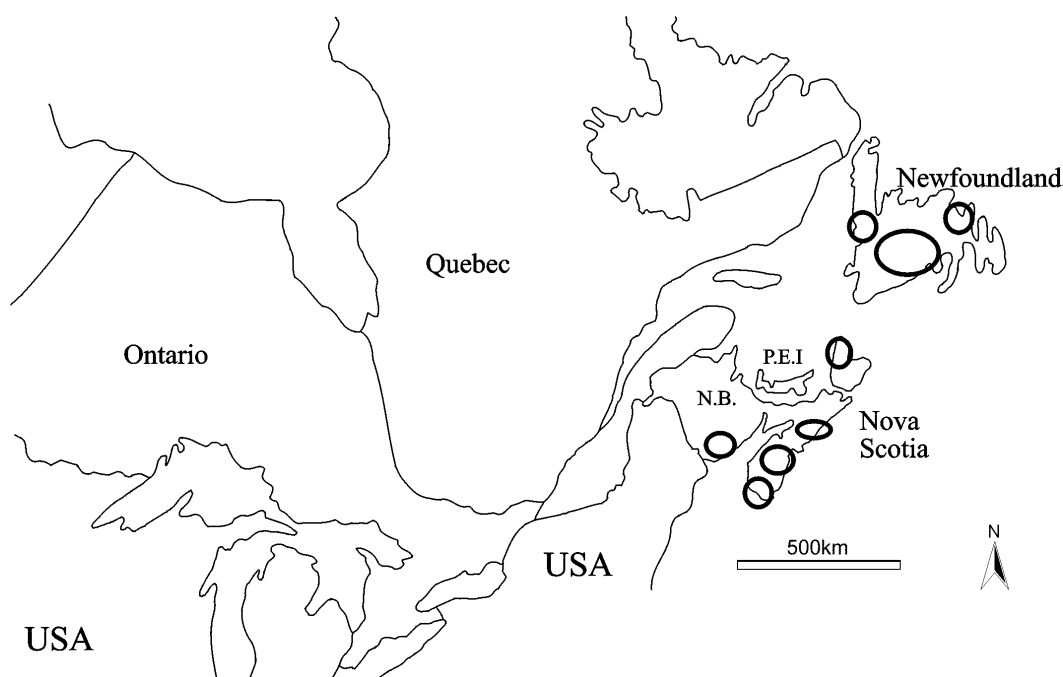 Newfoundland
Quebec
Ontario
P.E.I
N.B.
Nova
Scotia
500km
N
USA
USA